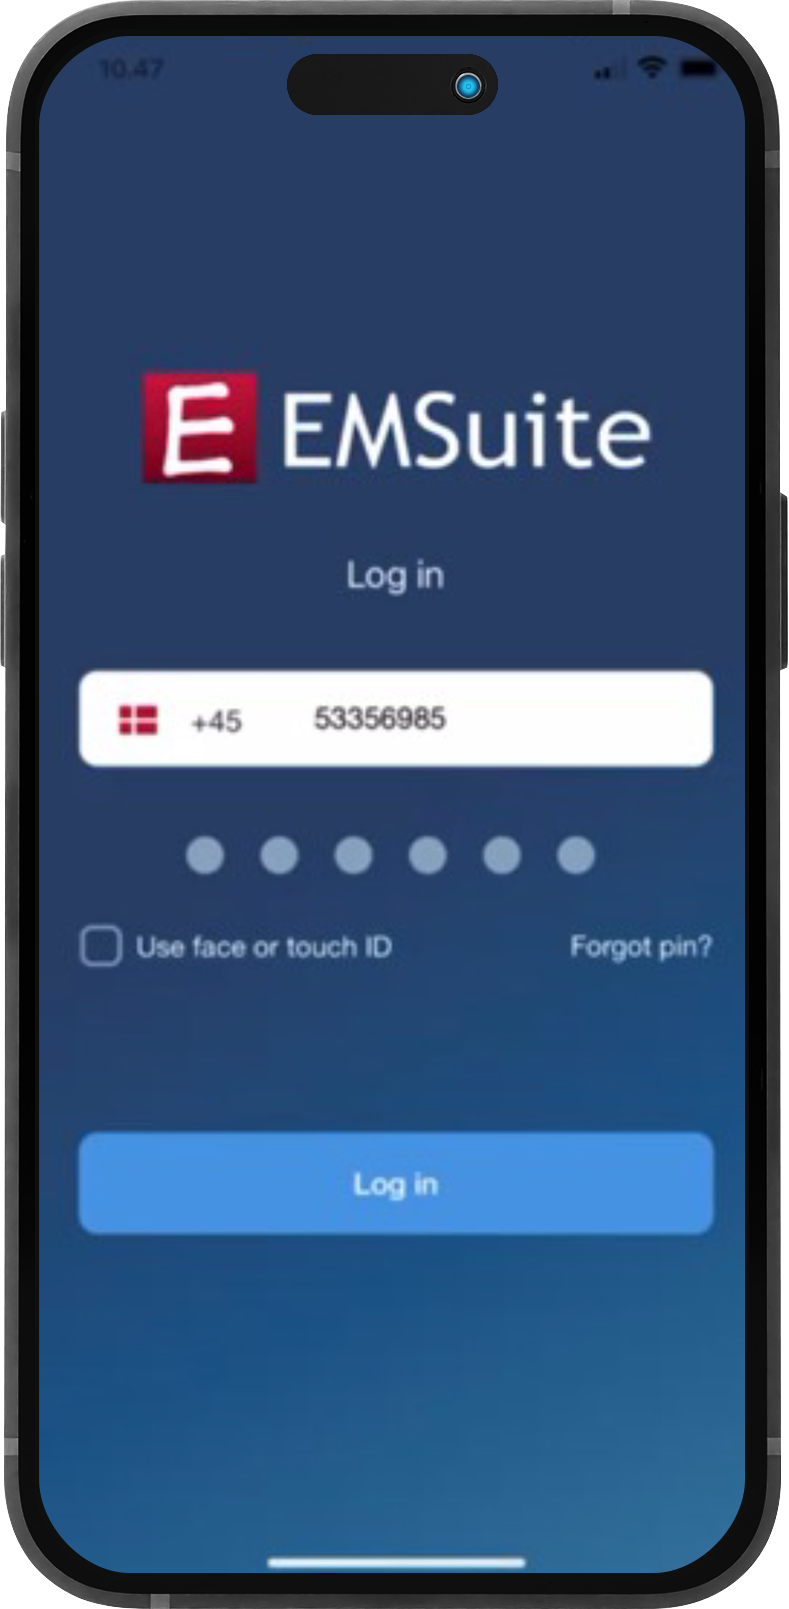 10.47
E EMSuite
Log in
+45 53356985
Use face or touch ID Forgot pin?
Log in